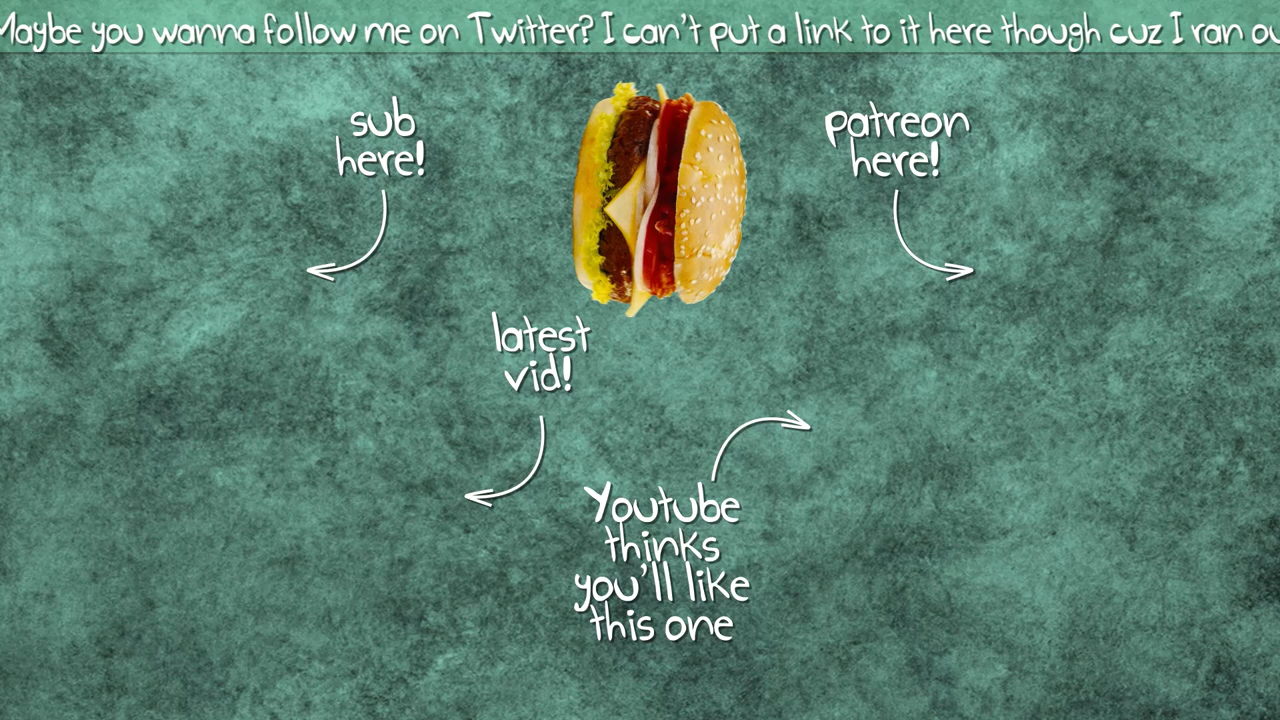 Maybe you wanna follow me on Twitter? I can't put a link to it here though cuz I ran
sub
here!
patreon
here!
latest
vid!
Youtube
thinks
you'll like
this one